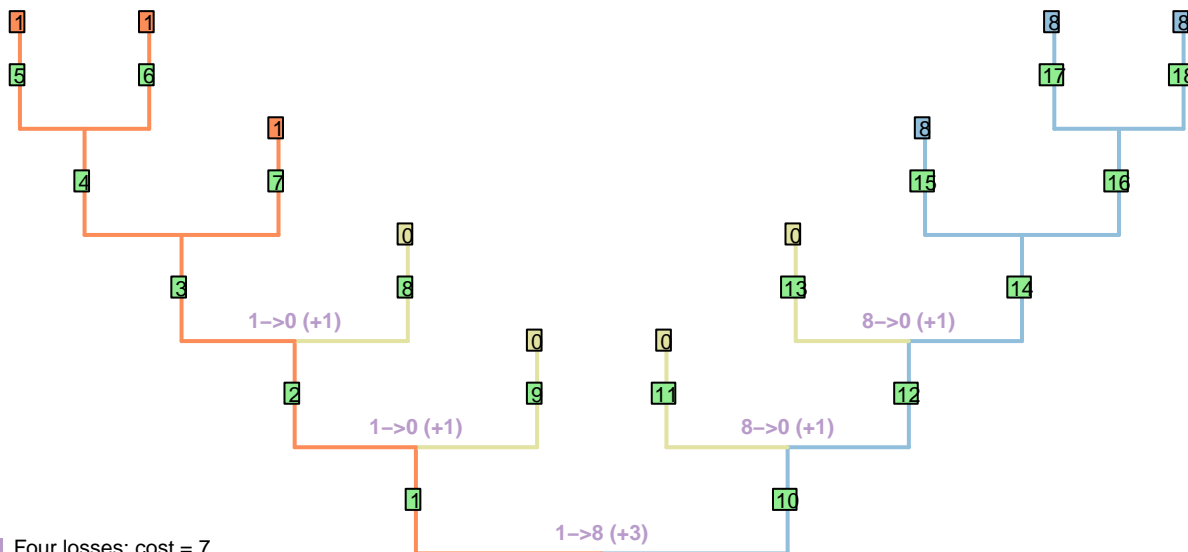 1 1 8 8
5 6 17 18
1 8
4 7 15 16
0 0
3 8 13 14
1–>0 (+1) 8–>0 (+1)
0 0
2 9 11 12
1–>0 (+1) 8–>0 (+1)
1 10
1–>8 (+3)
Four losses; cost = 7